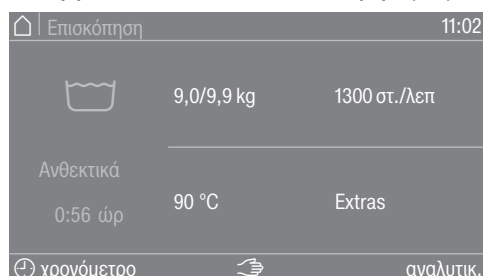 Επισκόπηση 11:02
9,0/9,9 kg 1300 στ./λεπ
Ανθεκτικά
0:56 ώρ
90 °C Extras
χρονόμετρο αναλυτικ.